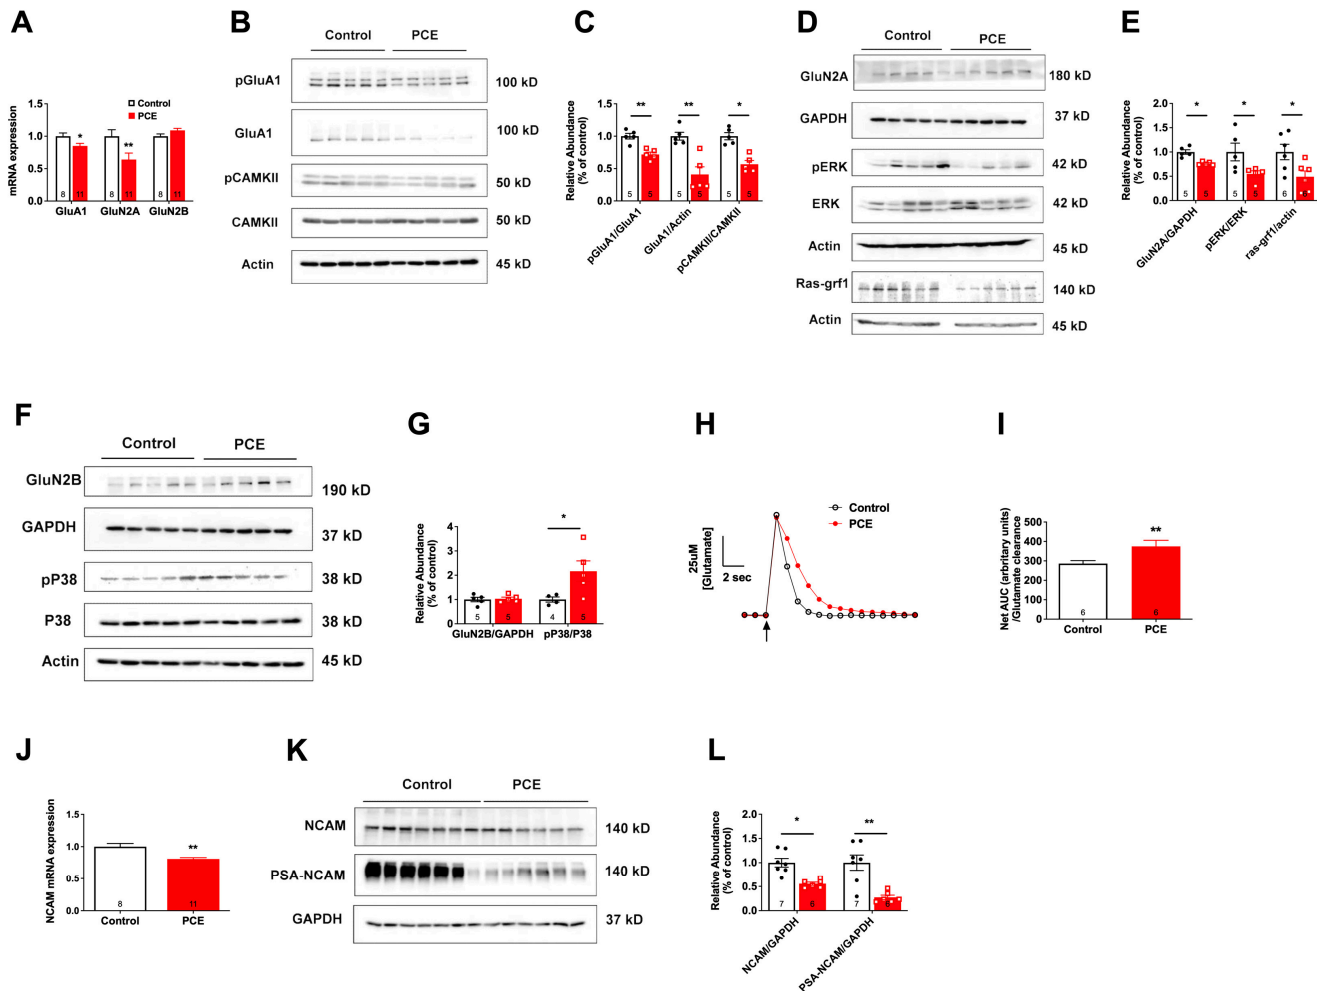 A
mRNA expression
1.5
1.0
0.5
0.0
Control
PCE
*
**
8
11
8
11
8
11
GluA1
GluN2A
GluN2B
B
Control
PCE
pGluA1
100 kD
GluA1
100 kD
pCAMKII
50 kD
CAMKII
50 kD
Actin
45 kD
C
Relative Abundance
(% of control)
1.5
1.0
0.5
0.0
**
**
*
5
5
5
5
5
5
pGluA1/GluA1
GluA1/Actin
pCAMKII/CAMKII
D
Control
PCE
GluN2A
180 kD
GAPDH
37 kD
pERK
42 kD
ERK
42 kD
Actin
45 kD
Ras-grf1
140 kD
Actin
45 kD
E
Relative Abundance
(% of control)
2.0
1.5
1.0
0.5
0.0
*
*
*
5
5
5
5
6
6
GluN2A/GAPDH
pERK/ERK
ras-grf1/actin
F
Control
PCE
GluN2B
190 kD
GAPDH
37 kD
pP38
38 kD
P38
38 kD
Actin
45 kD
G
Relative Abundance
(% of control)
4
3
2
1
0
*
5
5
4
5
GluN2B/GAPDH
pP38/P38
H
25uM
[Glutamate]
2 sec
Control
PCE
I
Net AUC (arbritary units)
/Glutamate clearance
500
400
300
200
100
0
**
6
6
Control
PCE
J
NCAM mRNA expression
1.5
1.0
0.5
0.0
**
8
11
Control
PCE
K
Control
PCE
NCAM
140 kD
PSA-NCAM
140 kD
GAPDH
37 kD
L
Relative Abundance
(% of control)
2.0
1.5
1.0
0.5
0.0
*
**
7
6
7
6
NCAM/GAPDH
PSA-NCAM/GAPDH